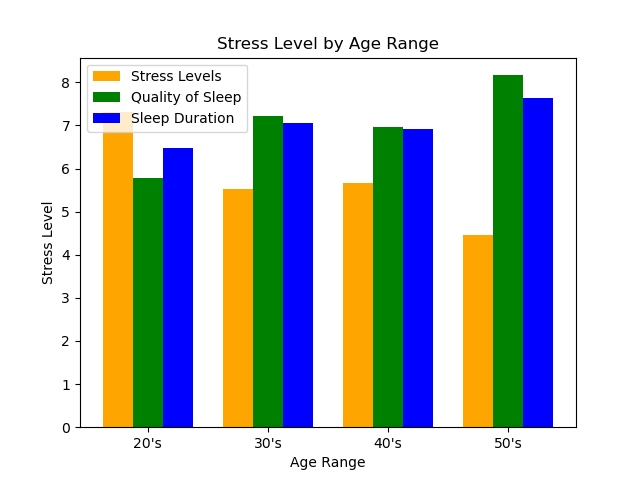 Stress Level by Age Range
Stress Levels
Quality of Sleep
Sleep Duration
Stress Level
8
7
6
5
4
3
2
1
0
20's
30's
40's
50's
Age Range